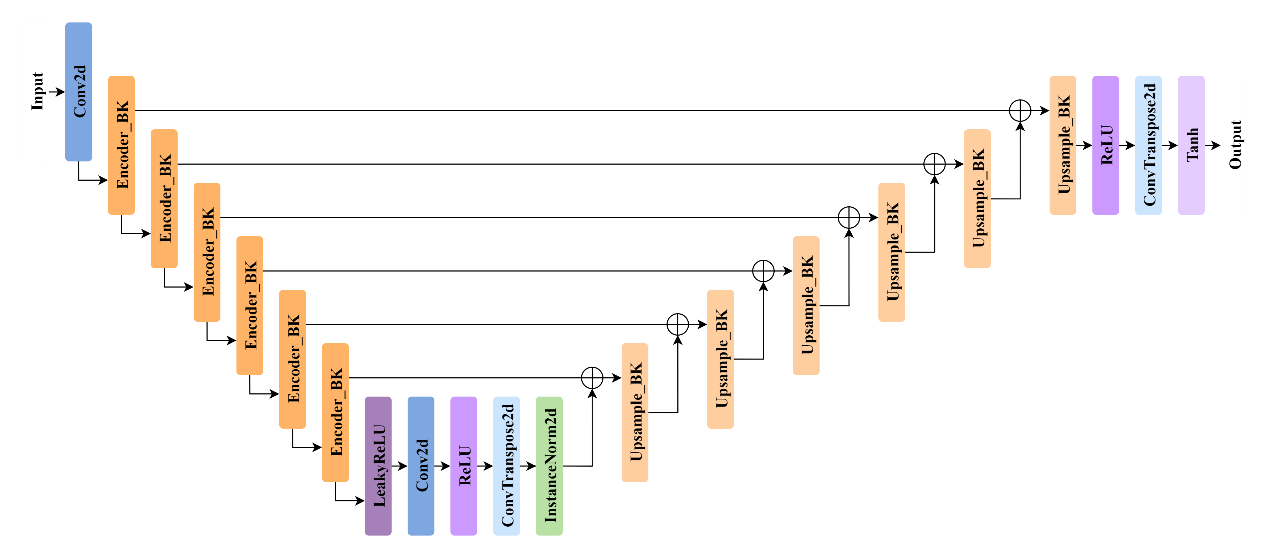 Input
Conv2d
Encoder_BK
Encoder_BK
Encoder_BK
Encoder_BK
Encoder_BK
Encoder_BK
LeakyReLU
Conv2d
ReLU
ConvTranspose2d
InstanceNorm2d
Upsample_BK
Upsample_BK
Upsample_BK
Upsample_BK
Upsample_BK
Upsample_BK
ReLU
ConvTranspose2d
Tanh
Output